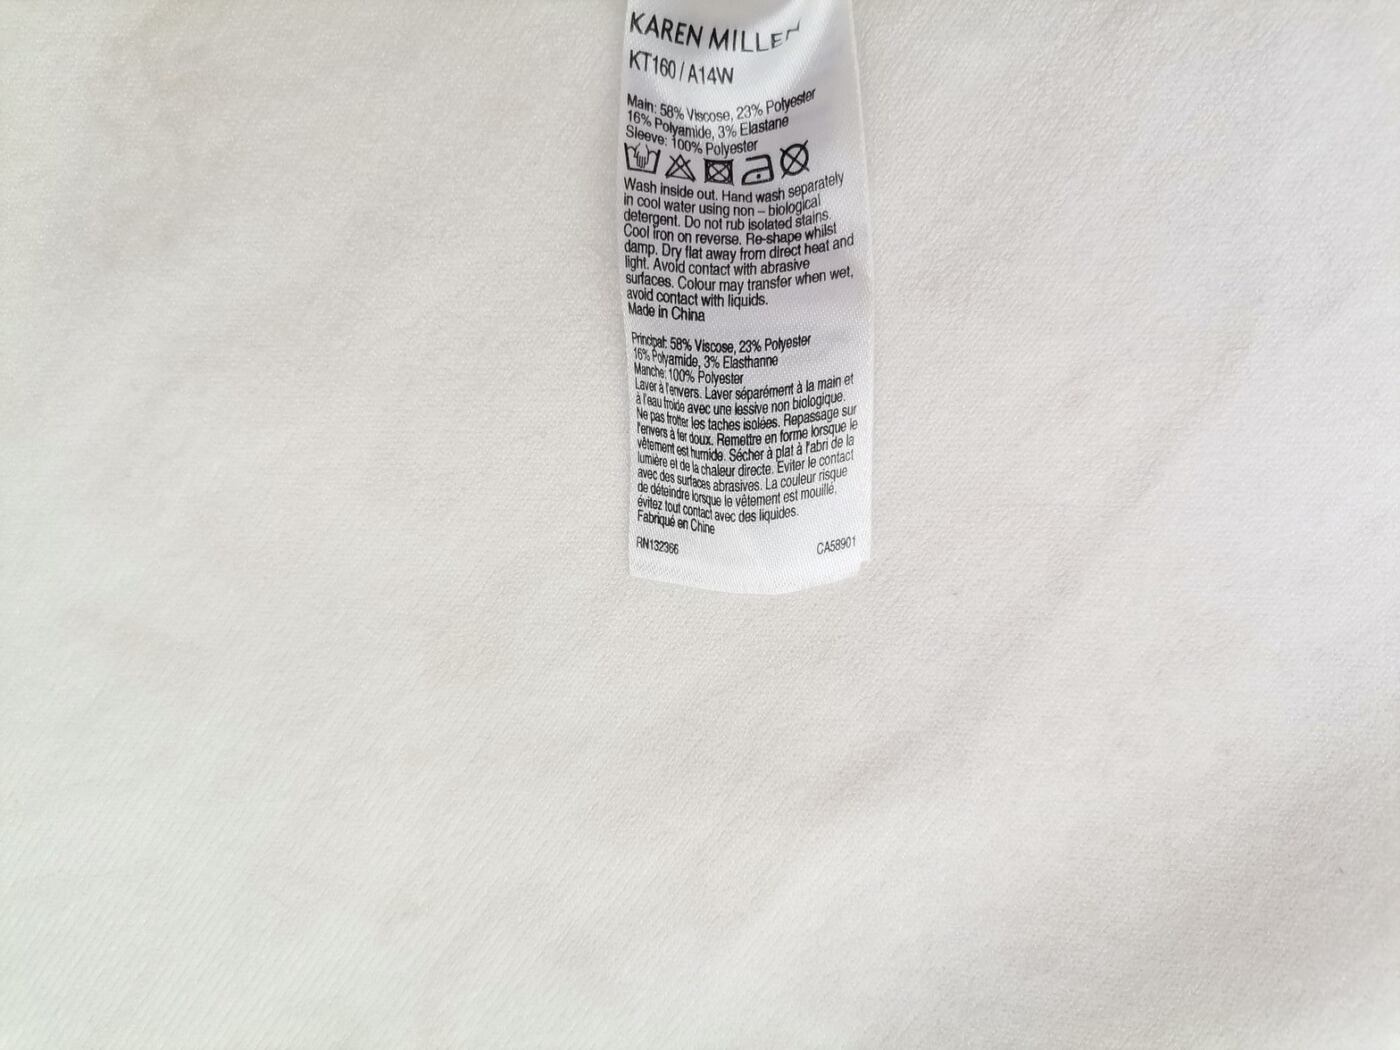 KAREN MILLEN
KT160 / A14W
Main: 58% Viscose, 23% Polyester
16% Polyamide, 3% Elastane
Sleeve: 100% Polyester
Wash inside out. Hand wash separately
in cool water using non – biological
detergent. Do not rub isolated stains.
Cool iron on reverse. Re-shape whilst
damp. Dry flat away from direct heat and
light. Avoid contact with abrasive
surfaces. Colour may transfer when wet,
avoid contact with liquids.
Made in China
Principal: 58% Viscose, 23% Polyester
16% Polyamide, 3% Elasthanne
Manche: 100% Polyester
Laver à l'envers. Laver séparément à la main et
à l'eau froide avec une lessive non biologique.
Ne pas frotter les taches isolées. Repassage sur
l'envers à fer doux. Remettre en forme lorsque le
vêtement est humide. Sécher à plat à l'abri de la
lumière et de la chaleur directe. Eviter le contact
avec des surfaces abrasives. La couleur risque
de déteindre lorsque le vêtement est mouillé,
évitez tout contact avec des liquides.
Fabriqué en Chine
RN132366 CA58901